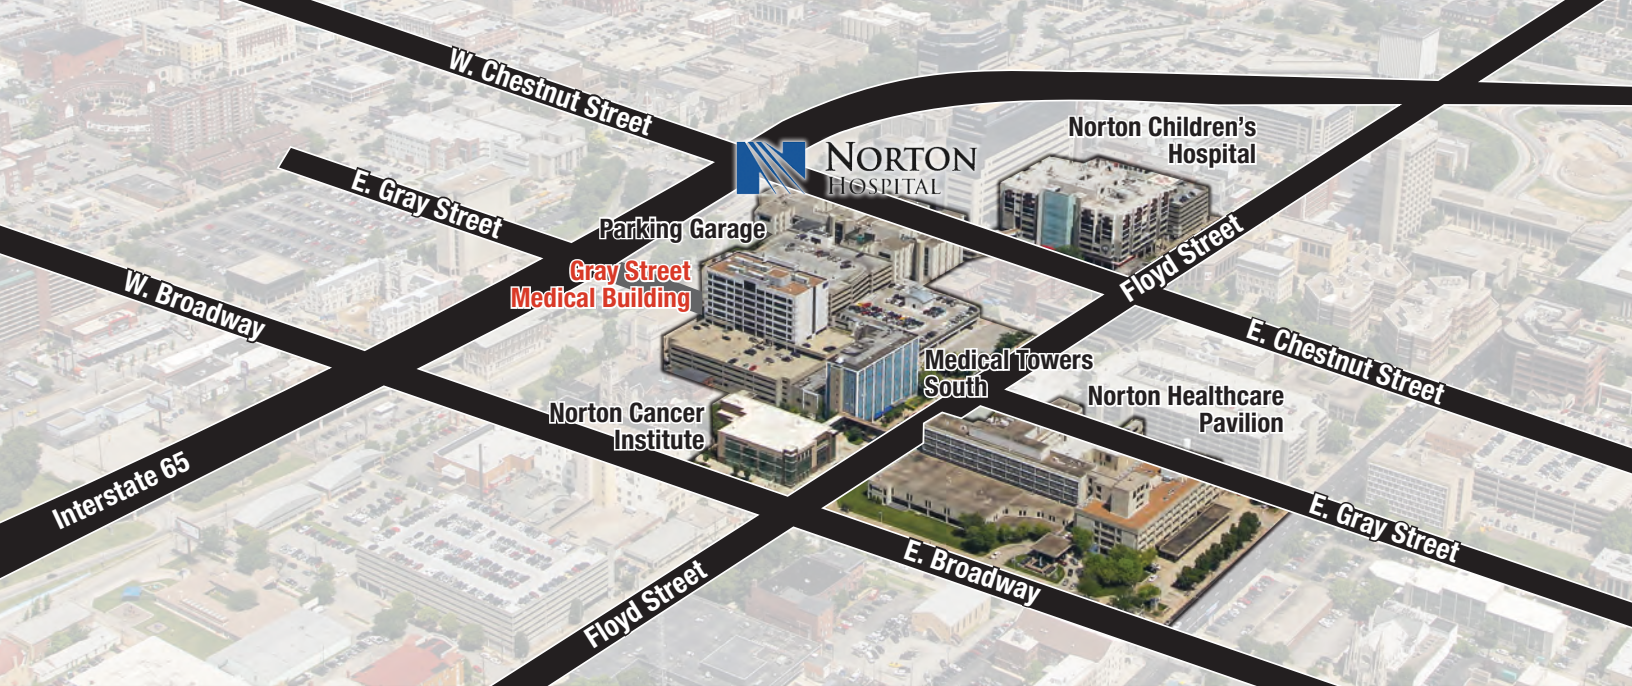 W. Chestnut Street
Norton Children's
Hospital
NORTON
HOSPITAL
E. Gray Street
Parking Garage
Floyd Street
Gray Street
Medical Building
W. Broadway
E. Chestnut Street
Medical Towers
South
Norton Healthcare
Pavilion
Norton Cancer
Institute
Interstate 65
E. Gray Street
E. Broadway
Floyd Street